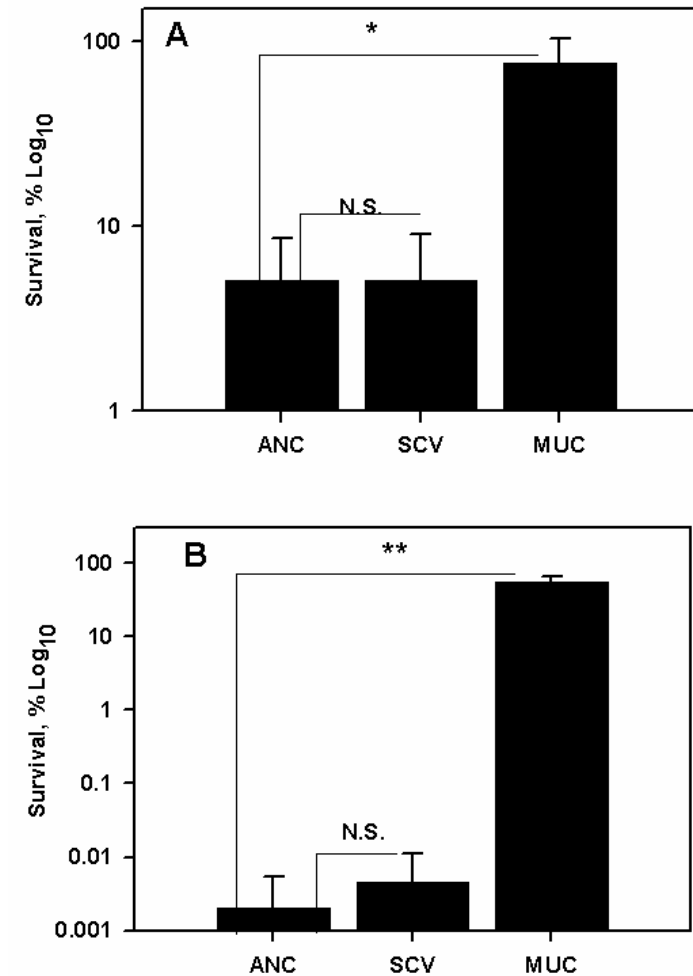 A
*
N.S.
Survival, % Log10
100
10
1
ANC SCV MUC
B
**
N.S.
Survival, % Log10
100
10
1
0.1
0.01
0.001
ANC SCV MUC